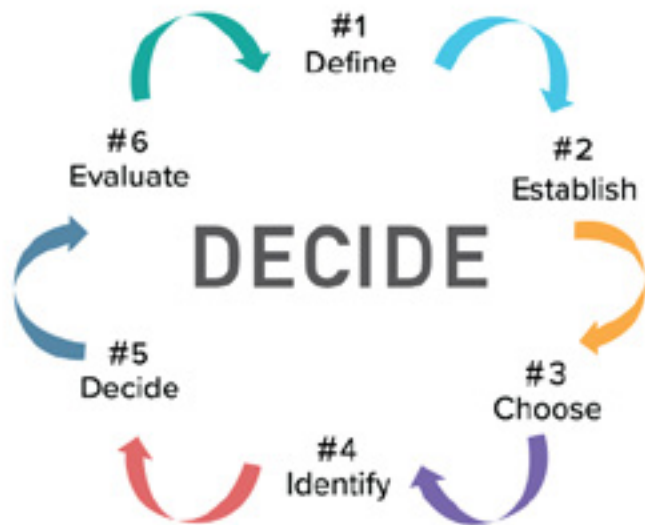 #1
Define
#2
Establish
#3
Choose
#4
Identify
#5
Decide
#6
Evaluate
DECIDE